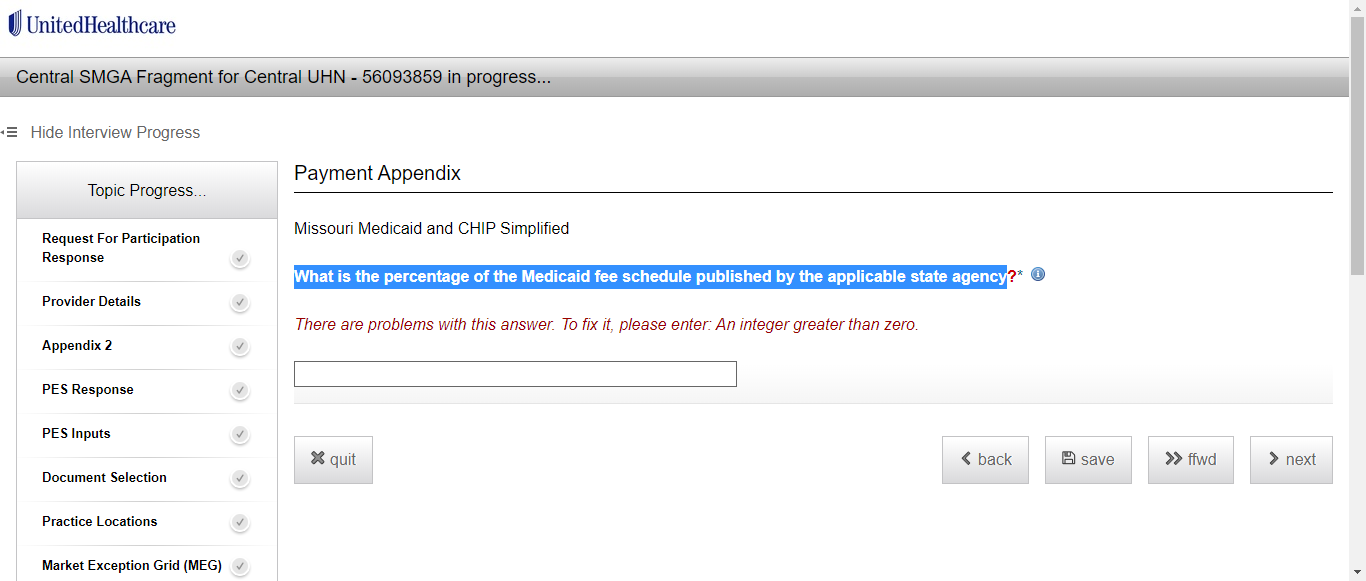 UnitedHealthcare
Central SMGA Fragment for Central UHN - 56093859 in progress...
Hide Interview Progress
Topic Progress...
Request For Participation
Response
Provider Details
Appendix 2
PES Response
PES Inputs
Document Selection
Practice Locations
Market Exception Grid (MEG)
Payment Appendix
Missouri Medicaid and CHIP Simplified
What is the percentage of the Medicaid fee schedule published by the applicable state agency?*
There are problems with this answer. To fix it, please enter: An integer greater than zero.
quit
back
save
ffwd
next